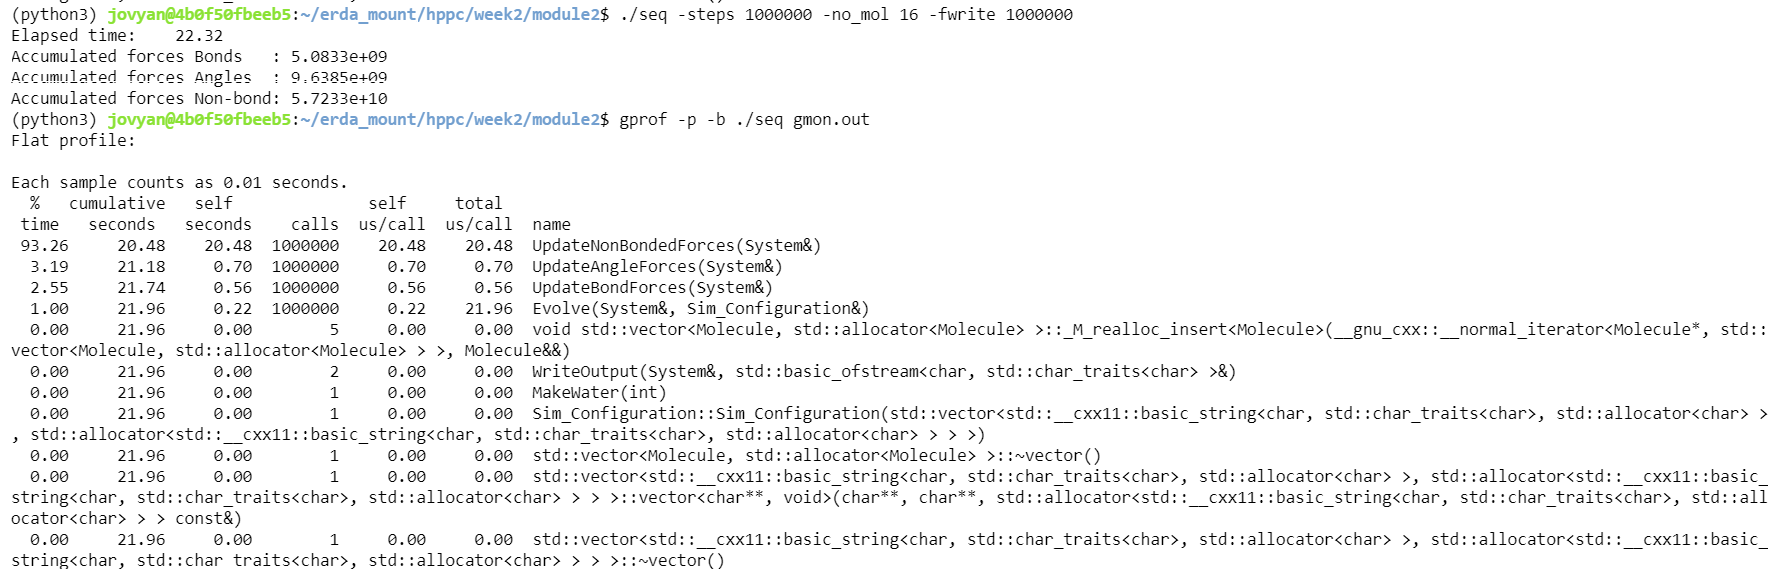 (python3) jovyan@4b0f50fbeeb5:~/erda_mount/hppc/week2/module2$ ./seq -steps 1000000 -no_mol 16 -fwrite 1000000
Elapsed time:    22.32
Accumulated forces Bonds   : 5.0833e+09
Accumulated forces Angles  : 9.6385e+09
Accumulated forces Non-bond: 5.7233e+10
(python3) jovyan@4b0f50fbeeb5:~/erda_mount/hppc/week2/module2$ gprof -p -b ./seq gmon.out
Flat profile:

Each sample counts as 0.01 seconds.
  %   cumulative   self              self     total
 time   seconds   seconds    calls  us/call  us/call  name
 93.26     20.48    20.48  1000000    20.48    20.48  UpdateNonBondedForces(System&)
  3.19     21.18     0.70  1000000     0.70     0.70  UpdateAngleForces(System&)
  2.55     21.74     0.56  1000000     0.56     0.56  UpdateBondForces(System&)
  1.00     21.96     0.22  1000000     0.22    21.96  Evolve(System&, Sim_Configuration&)
  0.00     21.96     0.00        5     0.00     0.00  void std::vector<Molecule, std::allocator<Molecule> >::_M_realloc_insert<Molecule>(__gnu_cxx::__normal_iterator<Molecule*, std::
vector<Molecule, std::allocator<Molecule> > >, Molecule&&)
  0.00     21.96     0.00        2     0.00     0.00  WriteOutput(System&, std::basic_ofstream<char, std::char_traits<char> >&)
  0.00     21.96     0.00        1     0.00     0.00  MakeWater(int)
  0.00     21.96     0.00        1     0.00     0.00  Sim_Configuration::Sim_Configuration(std::vector<std::__cxx11::basic_string<char, std::char_traits<char>, std::allocator<char> >
, std::allocator<std::__cxx11::basic_string<char, std::char_traits<char>, std::allocator<char> > > >)
  0.00     21.96     0.00        1     0.00     0.00  std::vector<Molecule, std::allocator<Molecule> >::~vector()
  0.00     21.96     0.00        1     0.00     0.00  std::vector<std::__cxx11::basic_string<char, std::char_traits<char>, std::allocator<char> >, std::allocator<std::__cxx11::basic_
string<char, std::char_traits<char>, std::allocator<char> > > >::vector<char**, void>(char**, char**, std::allocator<std::__cxx11::basic_string<char, std::char_traits<char>, std::all
ocator<char> > > const&)
  0.00     21.96     0.00        1     0.00     0.00  std::vector<std::__cxx11::basic_string<char, std::char_traits<char>, std::allocator<char> >, std::allocator<std::__cxx11::basic_
string<char, std::char_traits<char>, std::allocator<char> > > >::~vector()